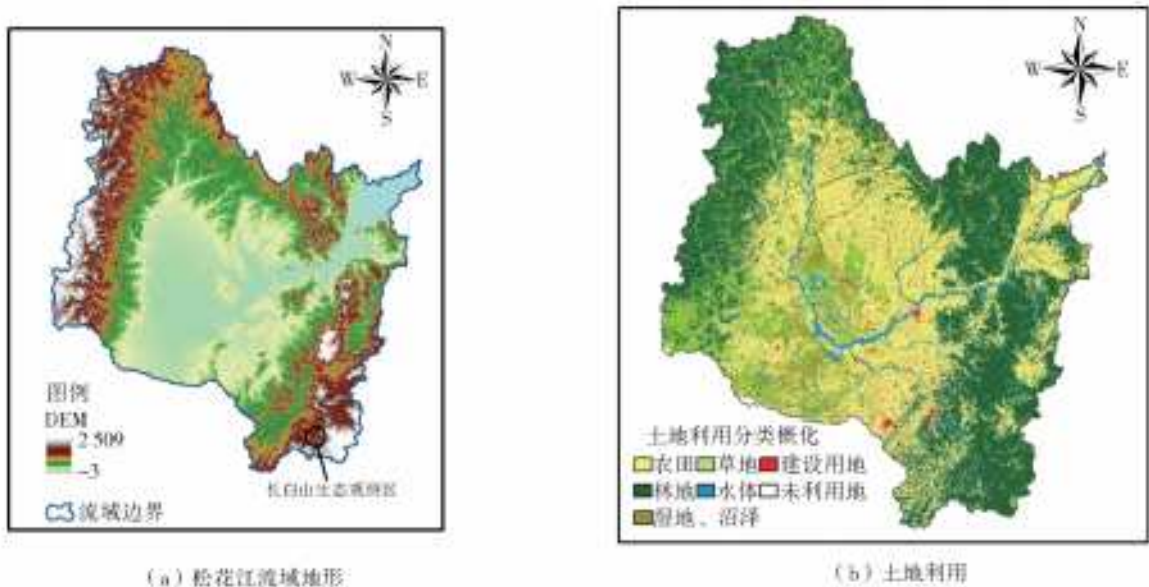 N
W E
S
图例
DEM
2 509
-3
长白山生态观测区
流域边界
(a)松花江流域地形
N
W E
S
土地利用分类概化
农田 草地 建设用地
林地 水体 未利用地
湿地、沼泽
(b)土地利用